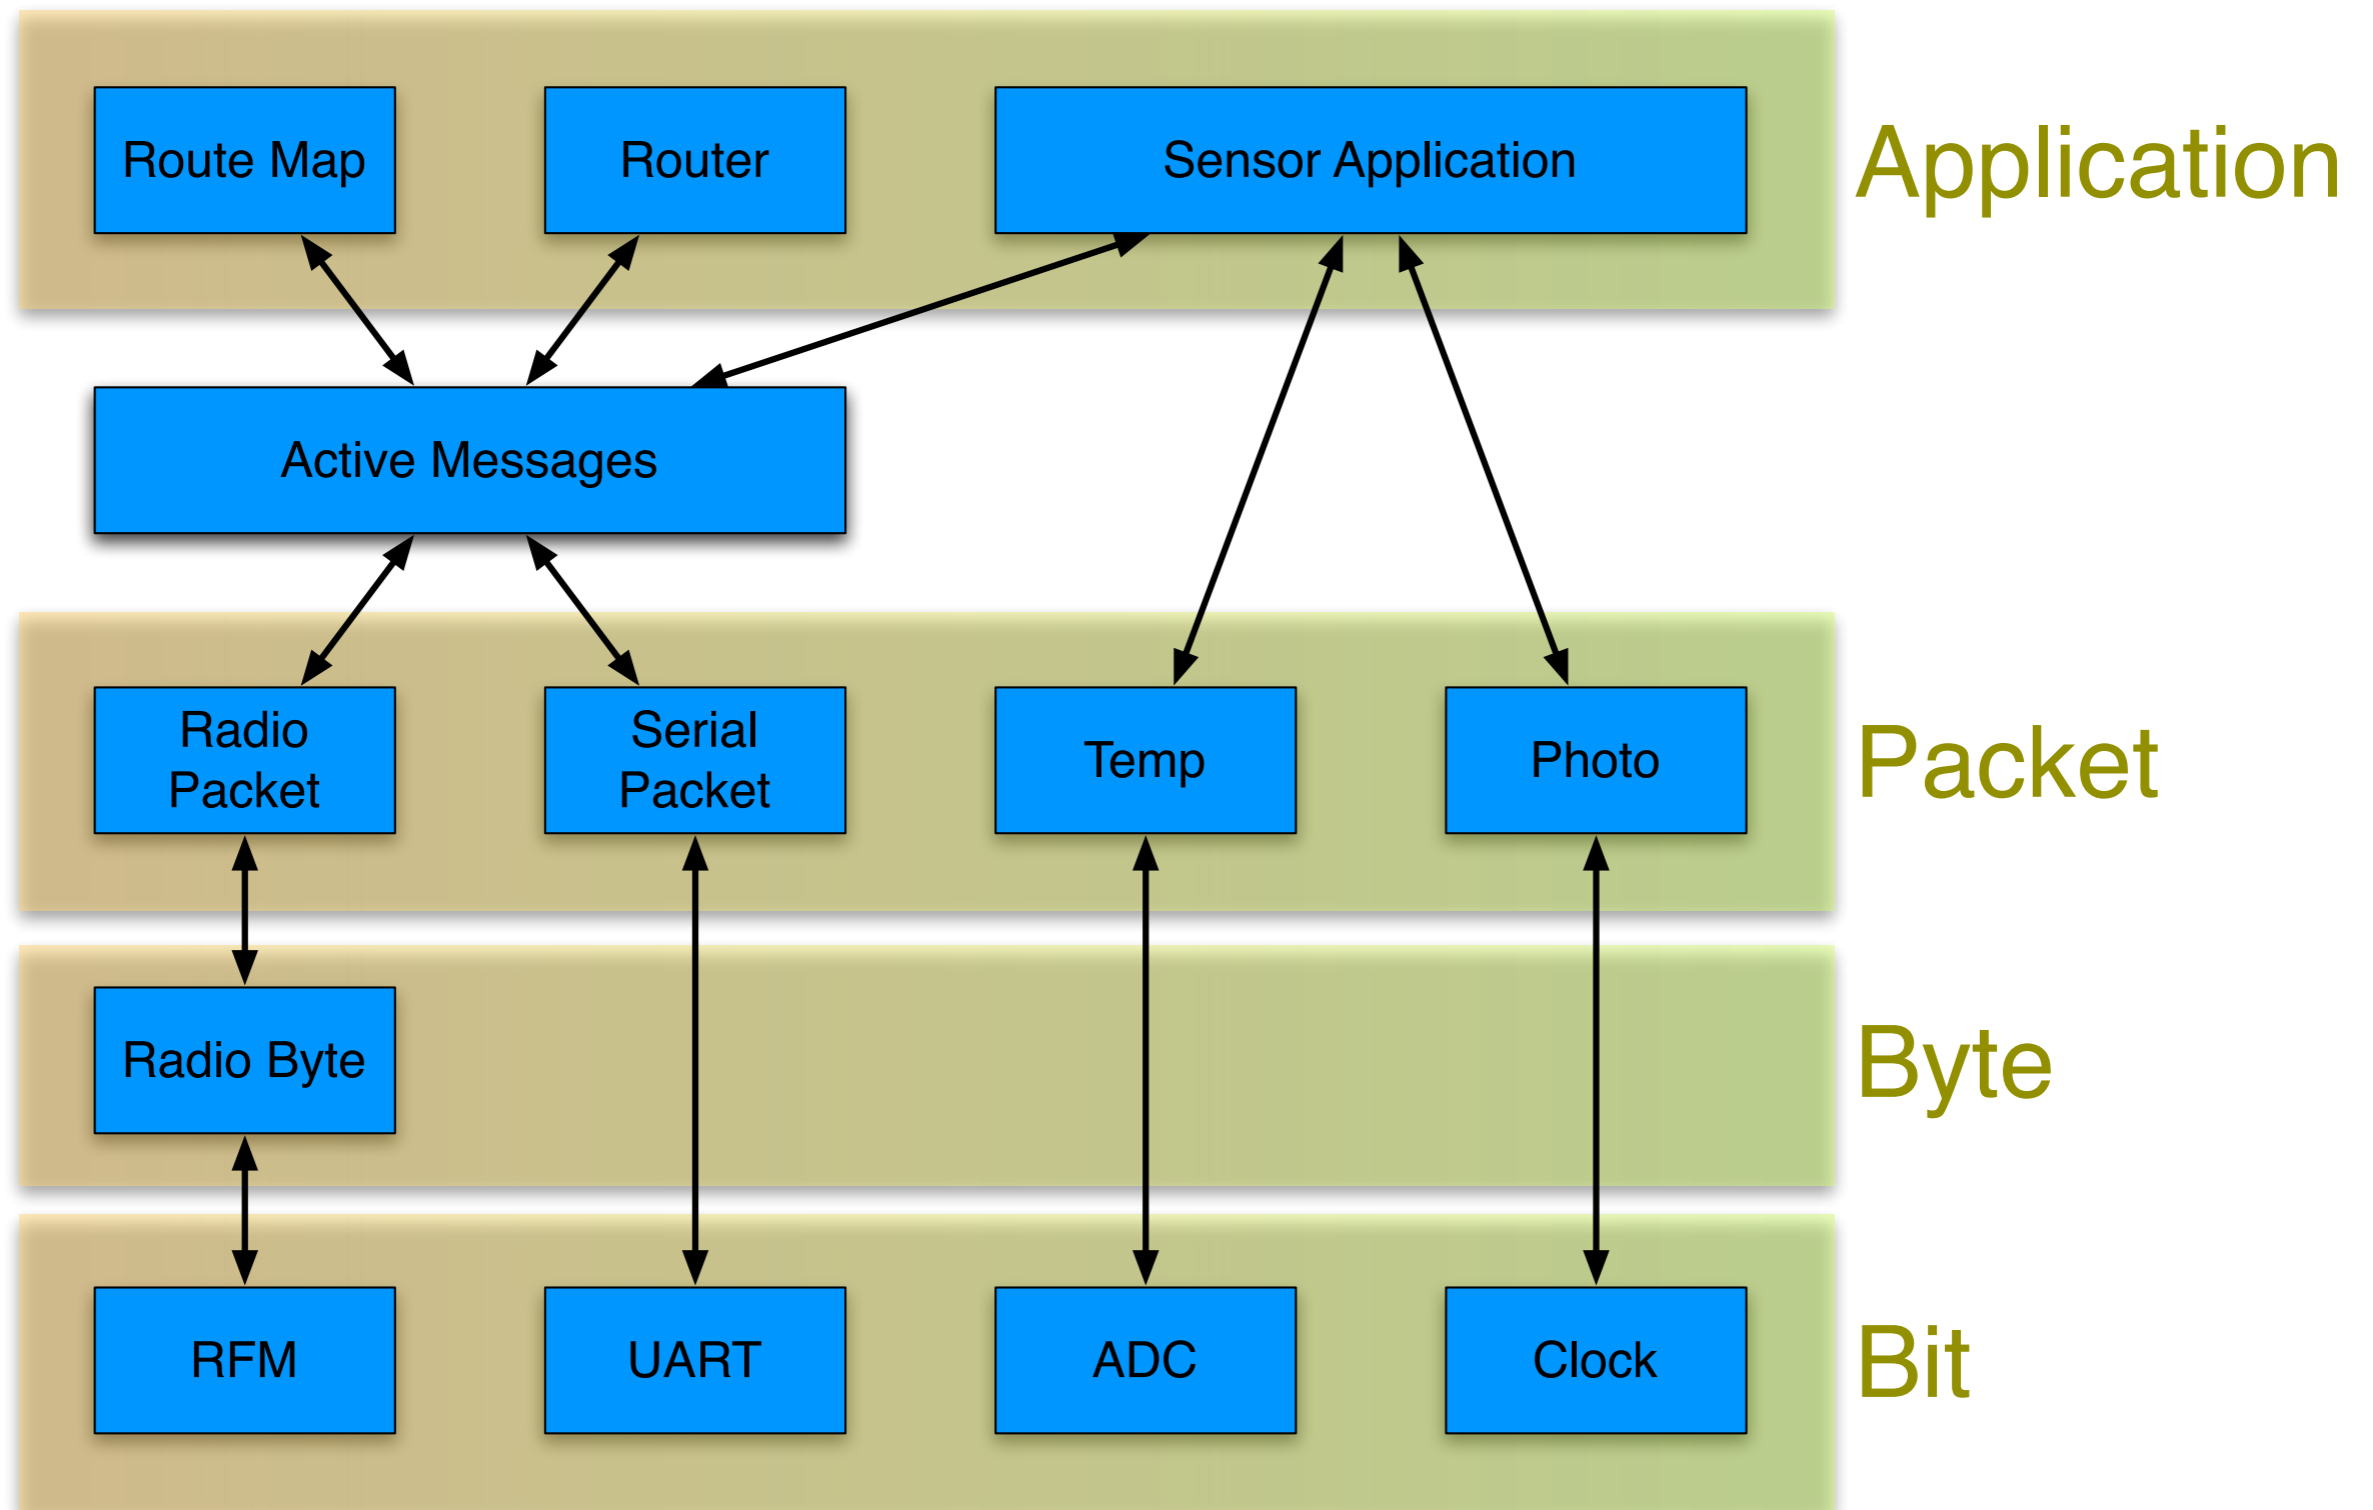 Route Map
Router
Sensor Application
Application
Active Messages
Radio
Packet
Serial
Packet
Temp
Photo
Packet
Radio Byte
Byte
RFM
UART
ADC
Clock
Bit